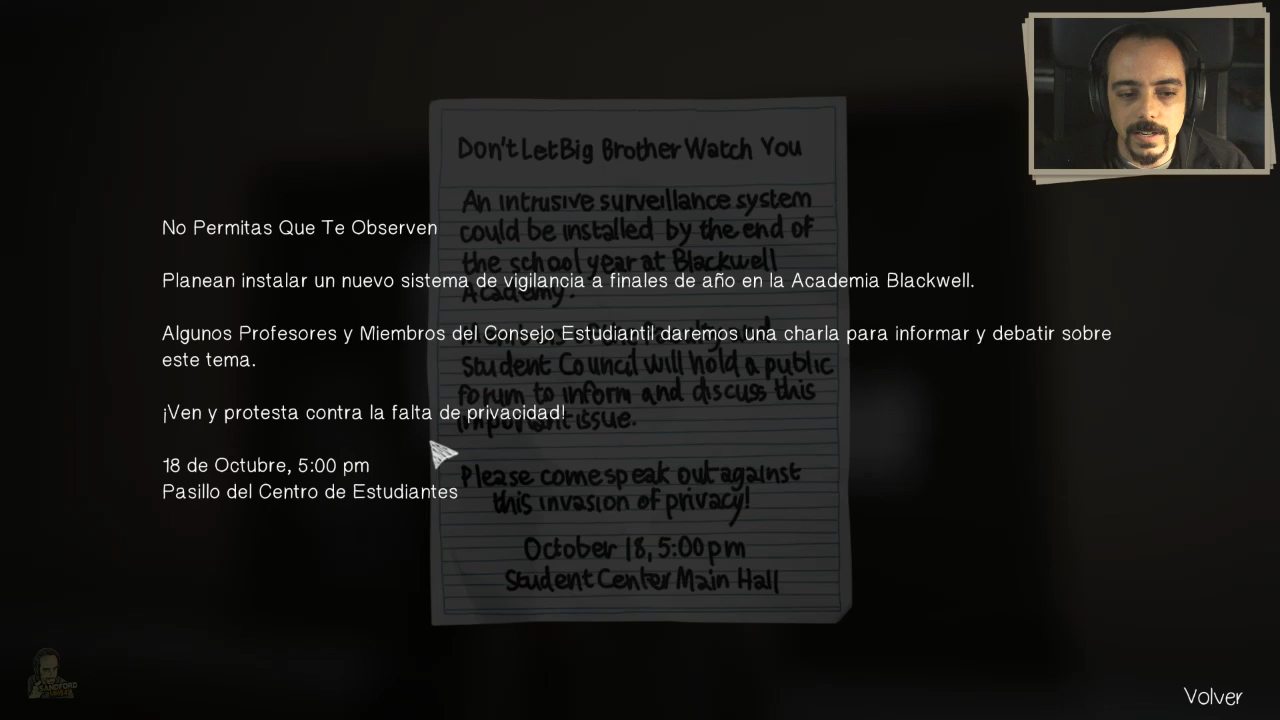 Don't Let Big Brother Watch You
An intrusive surveillance system
could be installed by the end of
the school year at Blackwell
Academy.
Student Council will hold a public
forum to inform and discuss this
important issue.
Please come speak out against
this invasion of privacy!
October 18, 5:00pm
Student Center Main Hall
No Permitas Que Te Observen
Planean instalar un nuevo sistema de vigilancia a finales de año en la Academia Blackwell.
Algunos Profesores y Miembros del Consejo Estudiantil daremos una charla para informar y debatir sobre
este tema.
¡Ven y protesta contra la falta de privacidad!
18 de Octubre, 5:00 pm
Pasillo del Centro de Estudiantes
Volver